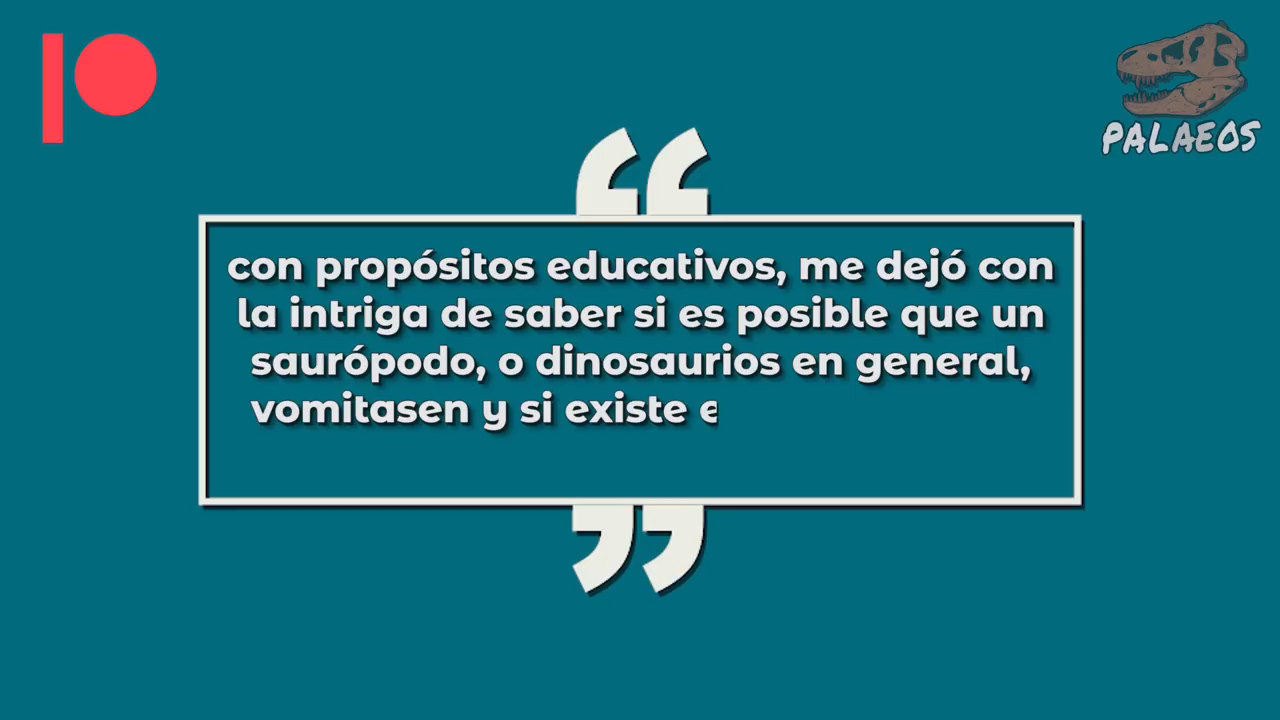 PALAEOS
con propósitos educativos, me dejó con
la intriga de saber si es posible que un
saurópodo, o dinosaurios en general,
vomitasen y si existe e